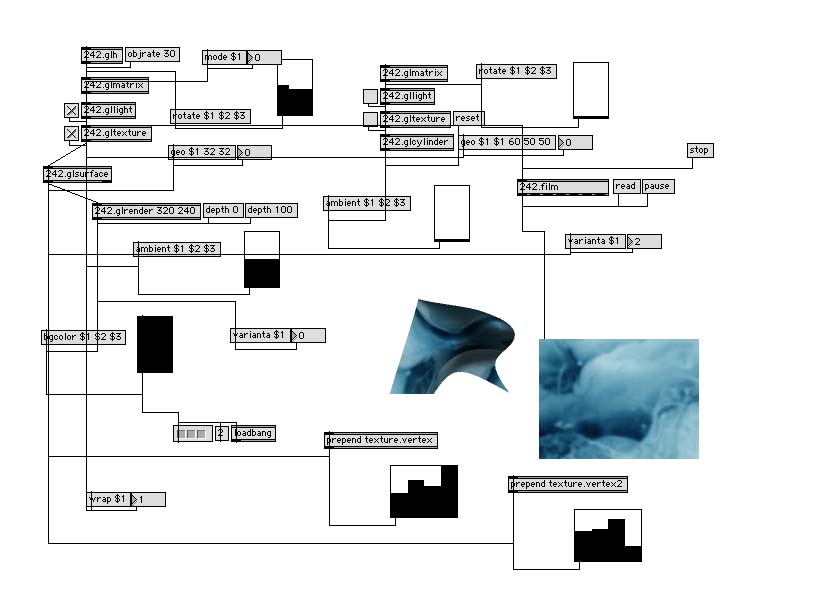 242.glh
objrate 30
mode $1
0
242.glmatrix
242.gllight
242.gltexture
rotate $1 $2 $3
geo $1 32 32
0
242.glsurface
242.glrender 320 240
depth 0
depth 100
ambient $1 $2 $3
bgcolor $1 $2 $3
varianta $1
0
2
loadbang
wrap $1
1
242.glmatrix
rotate $1 $2 $3
242.gllight
242.gltexture
reset
242.glcylinder
geo $1 $1 60 50 50
0
stop
242.film
read
pause
ambient $1 $2 $3
varianta $1
2
prepend texture.vertex
prepend texture.vertex2